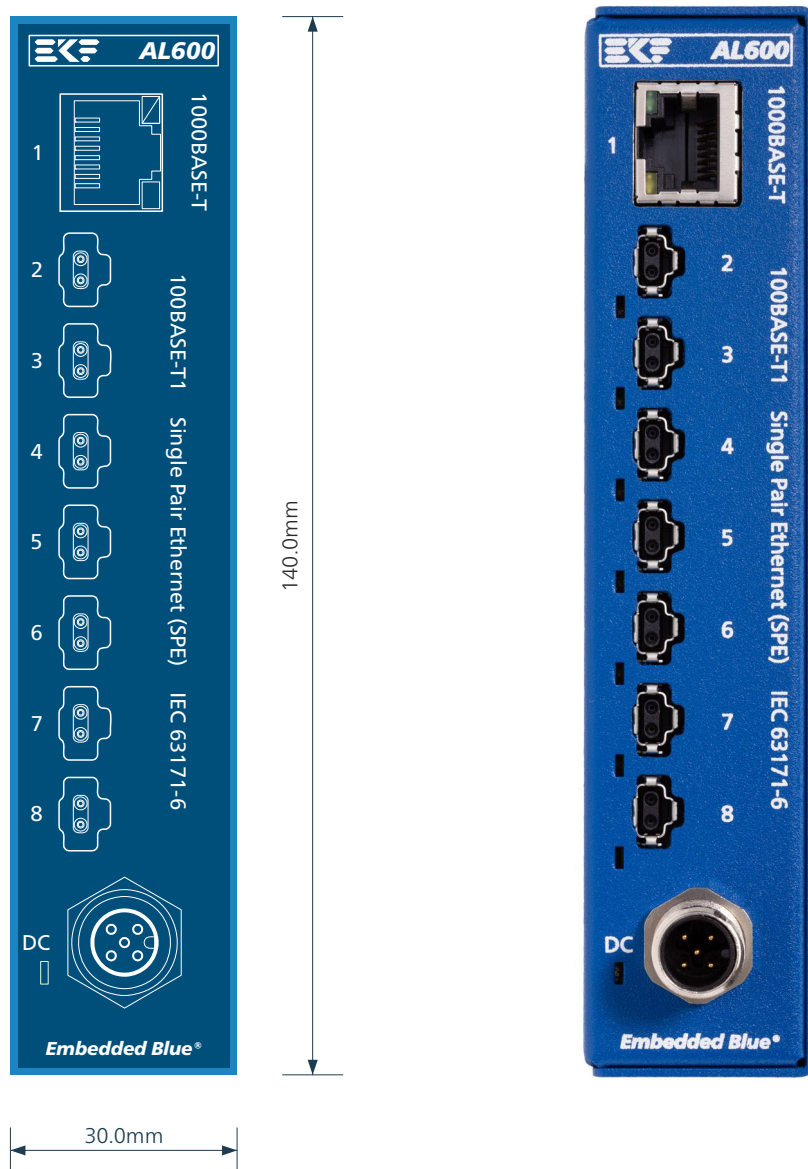 EKF AL600
1000BASE-T
1
2
3
4
5
6
7
8
100BASE-T1 Single Pair Ethernet (SPE) IEC 63171-6
DC
Embedded Blue®
140.0mm
30.0mm
EKF AL600
1000BASE-T
1
2
3
4
5
6
7
8
100BASE-T1 Single Pair Ethernet (SPE) IEC 63171-6
DC
Embedded Blue®